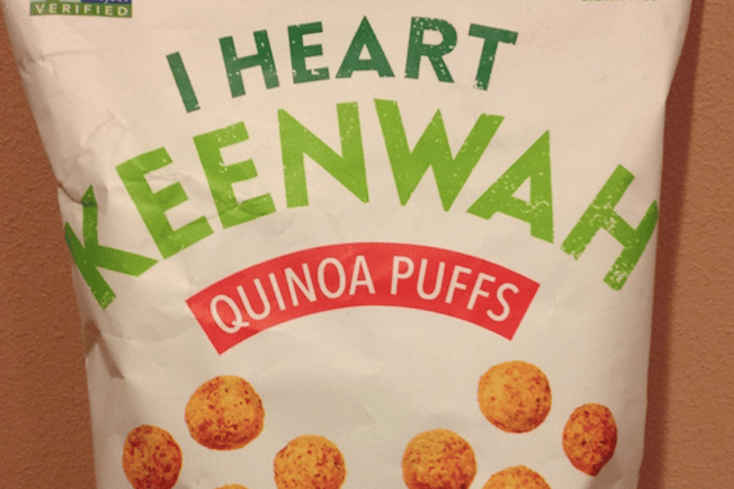 VERIFIED
I HEART
KEENWAH
QUINOA PUFFS